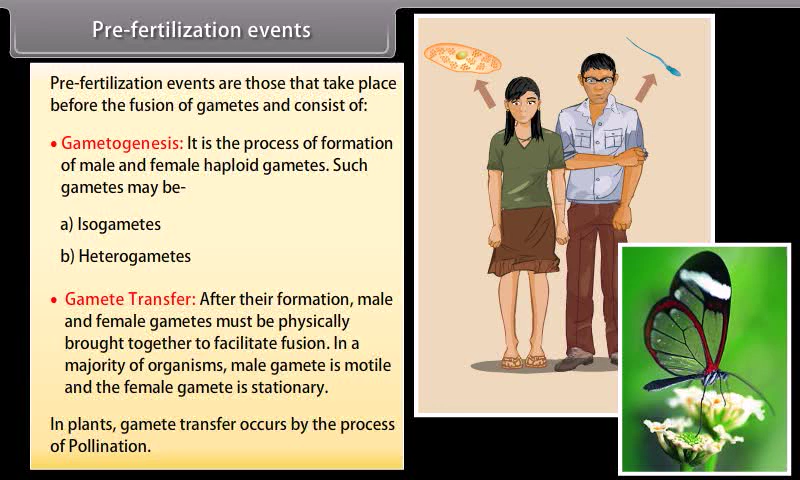 Pre-fertilization events
Pre-fertilization events are those that take place
before the fusion of gametes and consist of:
• Gametogenesis: It is the process of formation
of male and female haploid gametes. Such
gametes may be-
a) Isogametes
b) Heterogametes
• Gamete Transfer: After their formation, male
and female gametes must be physically
brought together to facilitate fusion. In a
majority of organisms, male gamete is motile
and the female gamete is stationary.
In plants, gamete transfer occurs by the process
of Pollination.